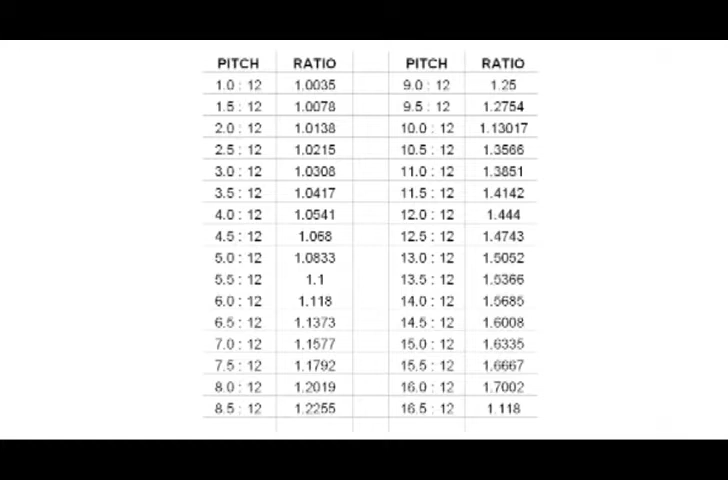 PITCH RATIO PITCH RATIO
1.0 : 12 1.0035 9.0 : 12 1.25
1.5 : 12 1.0078 9.5 : 12 1.2754
2.0 : 12 1.0138 10.0 : 12 1.13017
2.5 : 12 1.0215 10.5 : 12 1.3566
3.0 : 12 1.0308 11.0 : 12 1.3851
3.5 : 12 1.0417 11.5 : 12 1.4142
4.0 : 12 1.0541 12.0 : 12 1.444
4.5 : 12 1.068 12.5 : 12 1.4743
5.0 : 12 1.0833 13.0 : 12 1.5052
5.5 : 12 1.1 13.5 : 12 1.5366
6.0 : 12 1.118 14.0 : 12 1.5685
6.5 : 12 1.1373 14.5 : 12 1.6008
7.0 : 12 1.1577 15.0 : 12 1.6335
7.5 : 12 1.1792 15.5 : 12 1.6667
8.0 : 12 1.2019 16.0 : 12 1.7002
8.5 : 12 1.2255 16.5 : 12 1.118